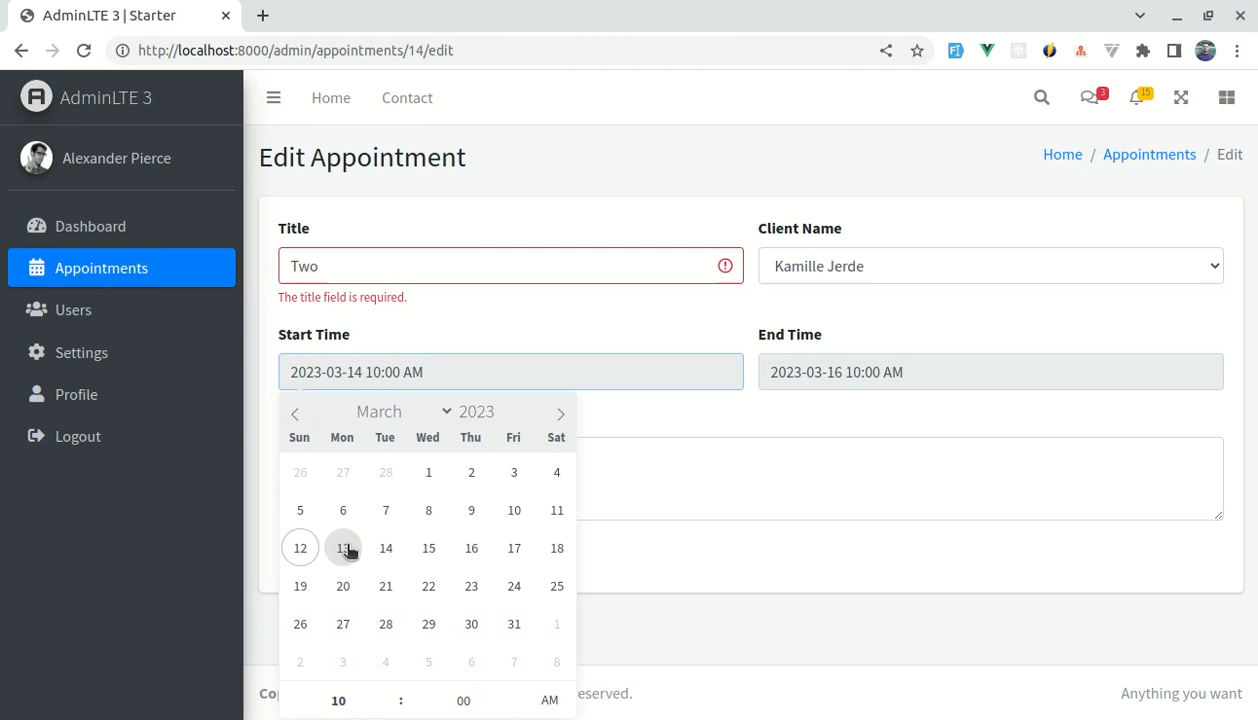 AdminLTE 3 | Starter
http://localhost:8000/admin/appointments/14/edit
AdminLTE 3
Home
Contact
3
15
Alexander Pierce
Edit Appointment
Home / Appointments / Edit
Dashboard
Appointments
Users
Settings
Profile
Logout
Title
Two
The title field is required.
Client Name
Kamille Jerde
Start Time
2023-03-14 10:00 AM
End Time
2023-03-16 10:00 AM
March 2023
Sun Mon Tue Wed Thu Fri Sat
26 27 28 1 2 3 4
5 6 7 8 9 10 11
12 13 14 15 16 17 18
19 20 21 22 23 24 25
26 27 28 29 30 31 1
2 3 4 5 6 7 8
10 : 00 AM
Anything you want